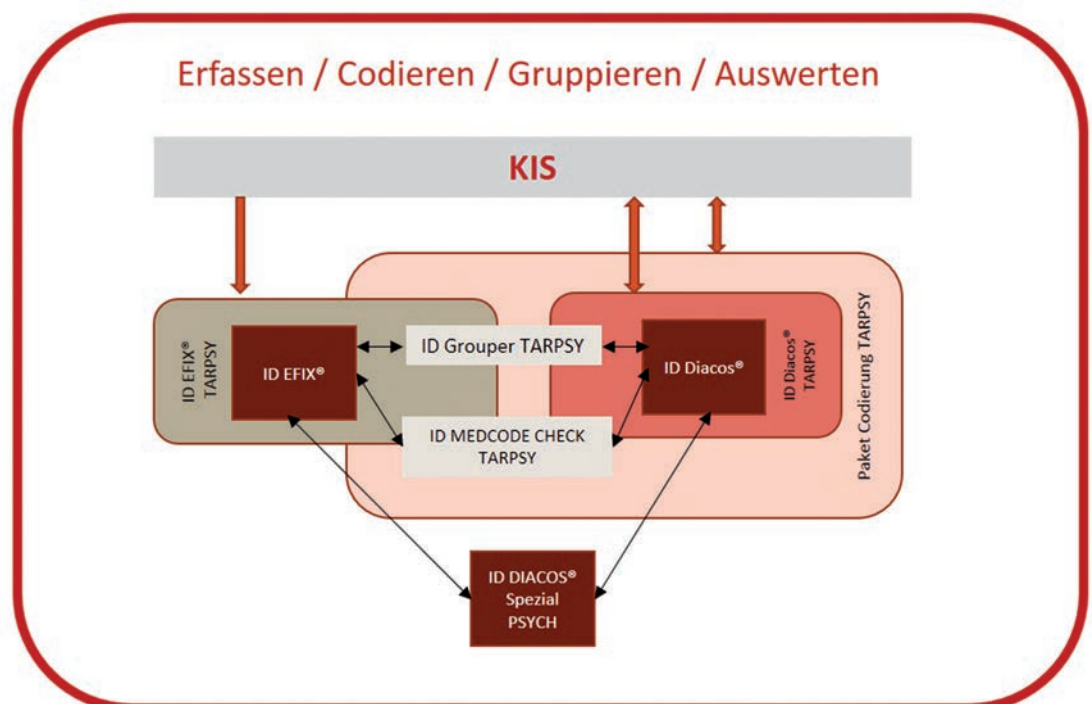 Erfassen / Codieren / Gruppieren / Auswerten
KIS
ID EFIX®
TARPSY
ID EFIX®
ID Grouper TARPSY
ID MEDCODE CHECK
TARPSY
ID Diacos®
ID Diacos®
TARPSY
Paket Codierung TARPSY
ID DIACOS®
Spezial
PSYCH